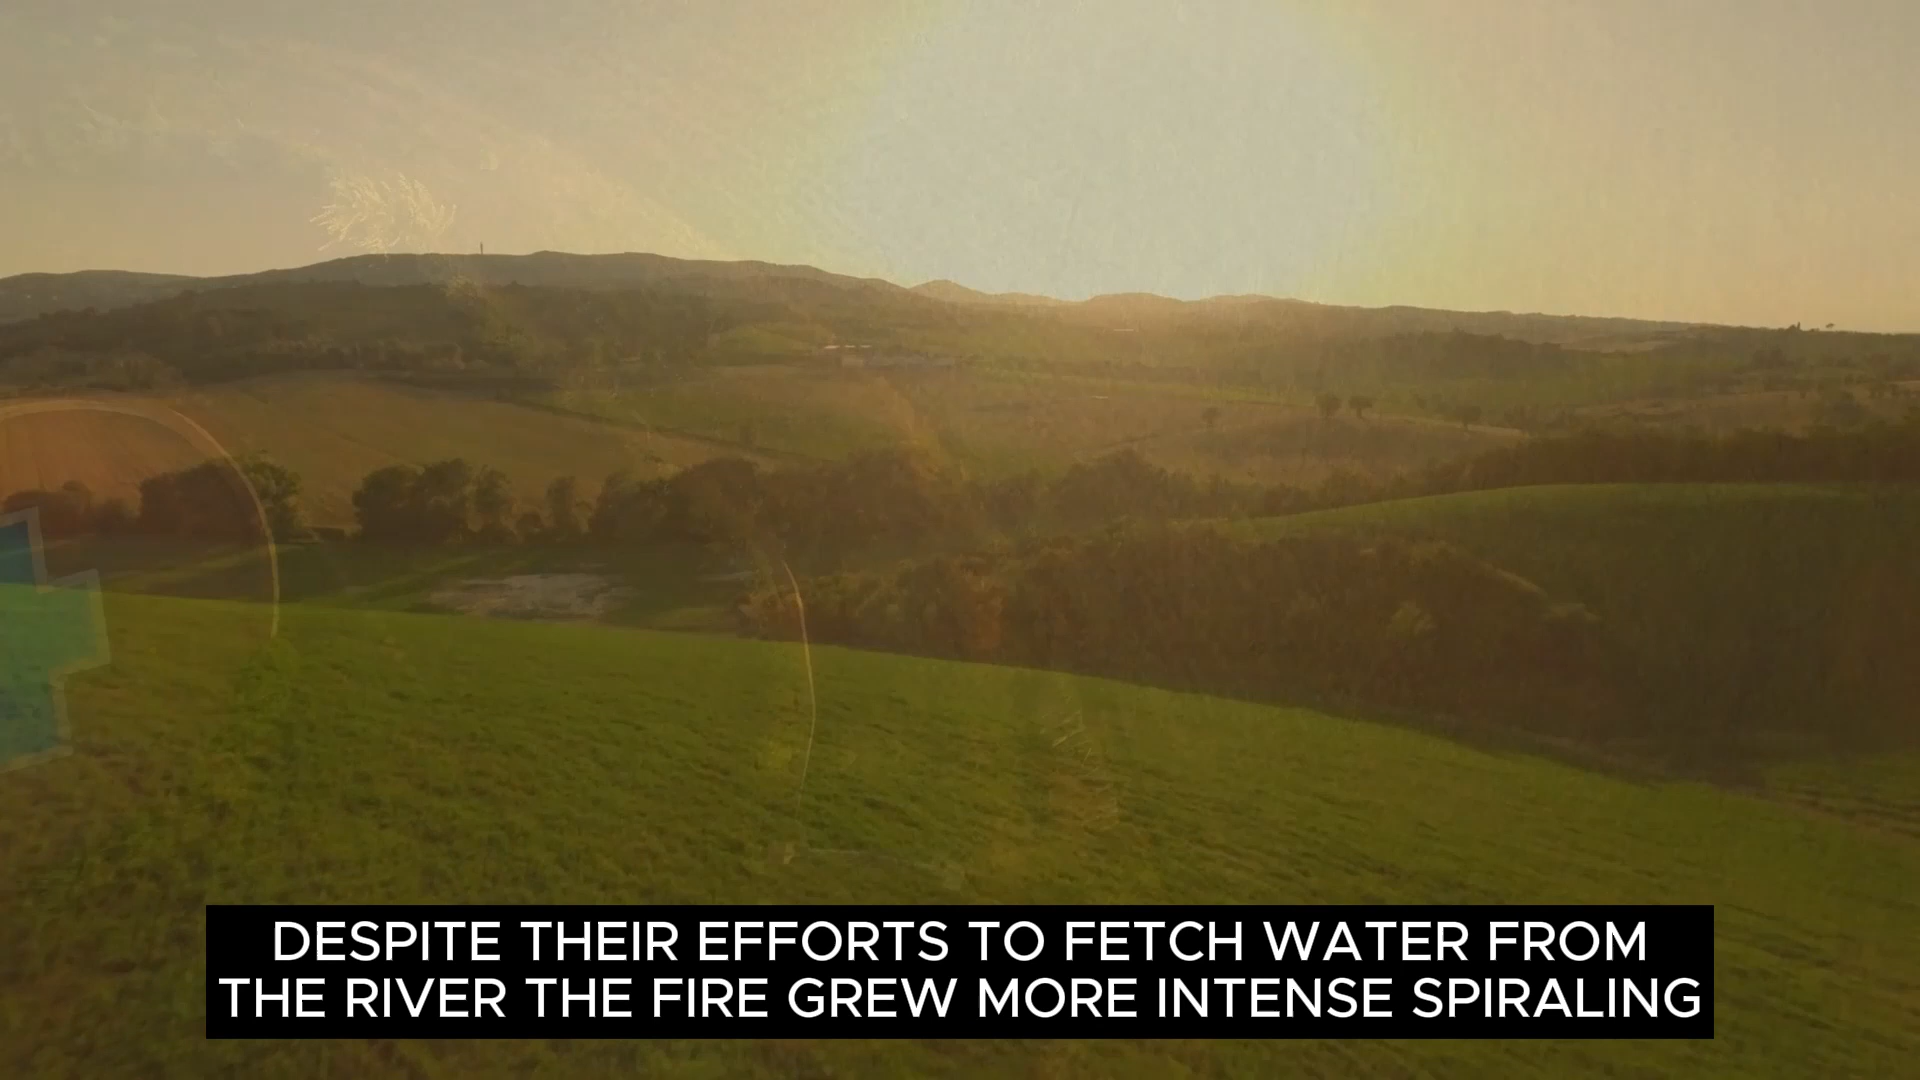 DESPITE THEIR EFFORTS TO FETCH WATER FROM
THE RIVER THE FIRE GREW MORE INTENSE SPIRALING